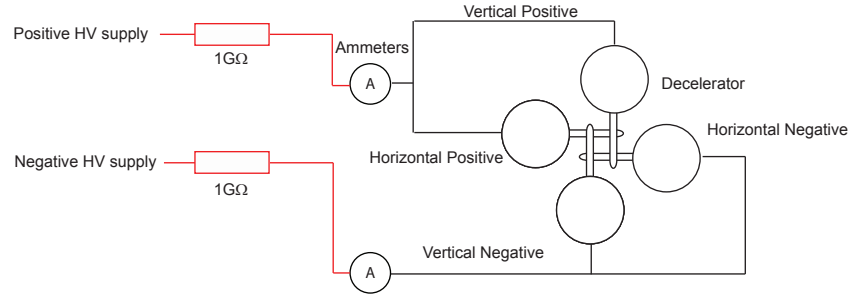 Vertical Positive
Positive HV supply
1GΩ
Ammeters
A
Decelerator
Horizontal Negative
Horizontal Positive
Negative HV supply
1GΩ
Vertical Negative
A